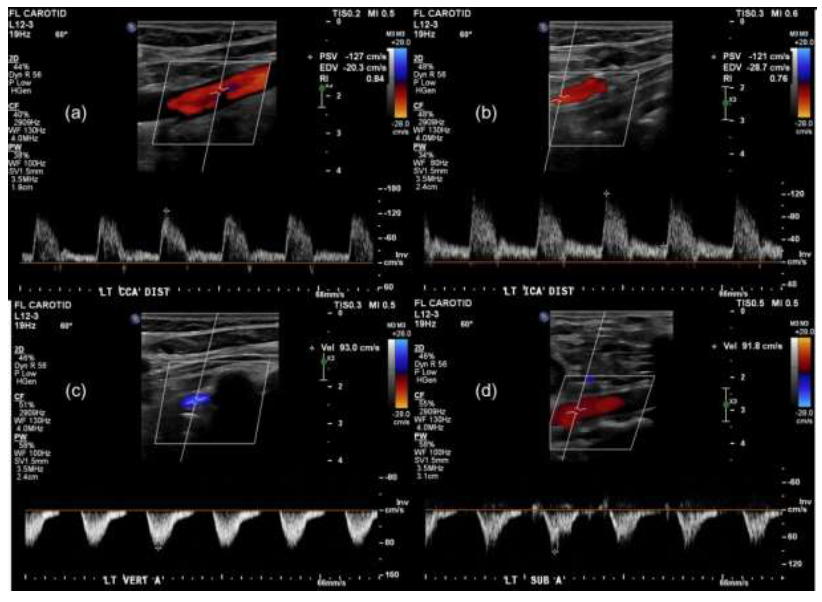 FL CAROTID
TIS0.2 MI 0.5
L12-3
19Hz 60°
2D
44%
Dyn R 56
P Low
HGen
CF
40%
2909Hz
WF 130Hz
4.0MHz
PW
38%
WF 100Hz
SV1.5mm
3.5MHz
1.9cm
(a)
M3 M3
+28.0
-28.0
cm/s
PSV -127 cm/s
EDV -20.3 cm/s
RI 0.84
2
3
4
-180
-120
-60
Inv
cm/s
60
LT CCA DIST
66mm/s
FL CAROTID
TIS0.3 MI 0.6
L12-3
19Hz 60°
2D
48%
Dyn R 56
P Low
HGen
CF
48%
2909Hz
WF 130Hz
4.0MHz
PW
34%
WF 80Hz
SV1.5mm
3.5MHz
2.4cm
(b)
M3 M3
+28.0
-28.0
cm/s
PSV -121 cm/s
EDV -28.7 cm/s
RI 0.76
0
1
2
X3
3
4
-120
-80
-40
Inv
cm/s
LT ICA DIST
66mm/s
FL CAROTID
TIS0.3 MI 0.5
L12-3
19Hz 60°
2D
46%
Dyn R 56
P Low
HGen
CF
51%
2909Hz
WF 130Hz
4.0MHz
PW
58%
WF 100Hz
SV1.5mm
3.5MHz
2.4cm
(c)
M3 M3
+28.0
-28.0
cm/s
Vel 93.0 cm/s
0
X3
2
3
4
-80
Inv
cm/s
80
160
LT VERT A
66mm/s
FL CAROTID
TIS0.5 MI 0.5
L12-3
19Hz 60°
2D
46%
Dyn R 56
P Low
HGen
CF
55%
2909Hz
WF 130Hz
4.0MHz
PW
58%
WF 100Hz
SV1.5mm
3.5MHz
3.1cm
(d)
M3 M3
+28.0
-28.0
cm/s
Vel 91.8 cm/s
0
1
2
X3
3
4
-60
Inv
cm/s
60
120
LT SUB A
66mm/s